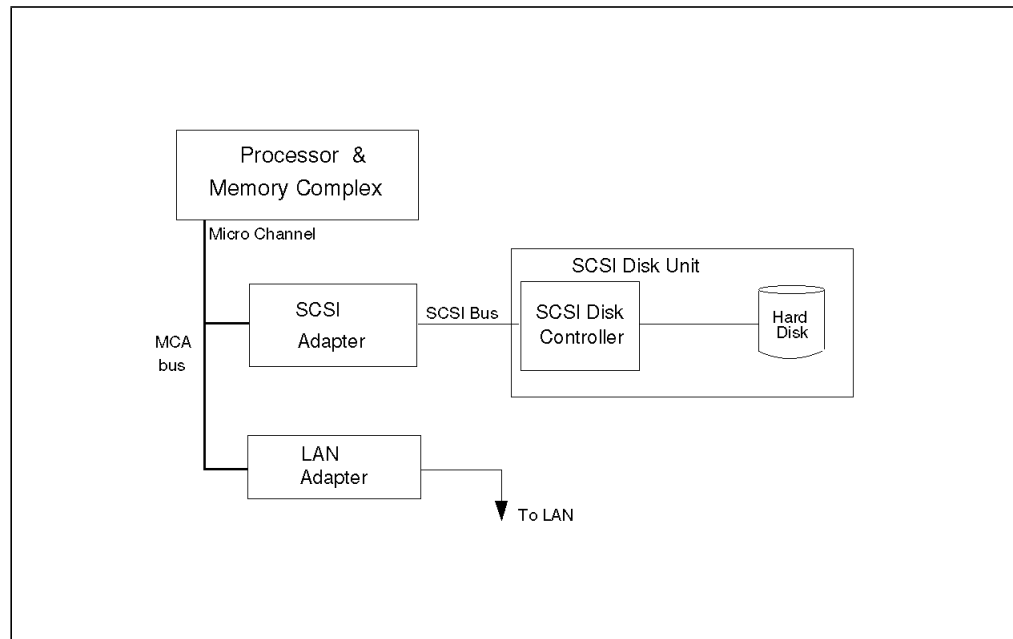 Processor &
Memory Complex
Micro Channel
SCSI Disk Unit
SCSI
Adapter
SCSI Bus
SCSI Disk
Controller
Hard
Disk
MCA
bus
LAN
Adapter
To LAN